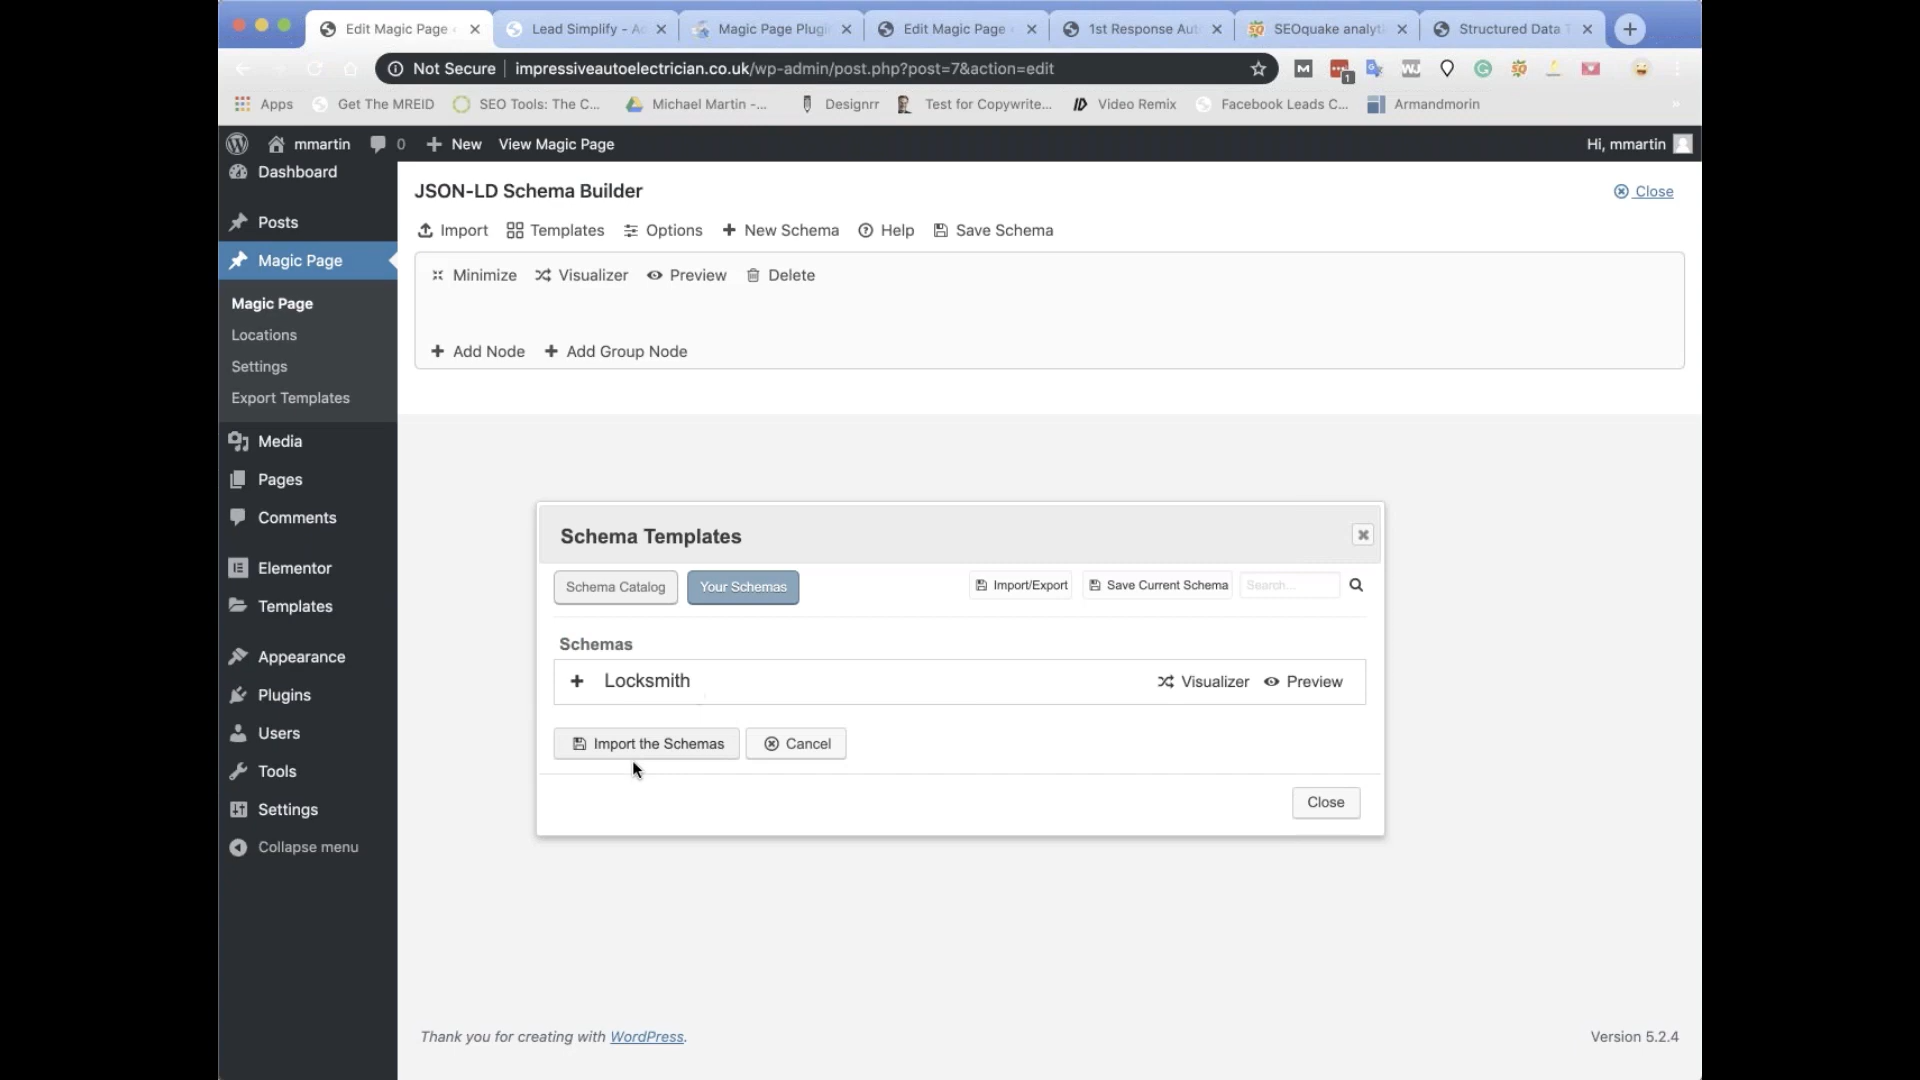 Edit Magic Page
Lead Simplify - Ad
Magic Page Plugin
Edit Magic Page
1st Response Aut
SEOquake analyti
Structured Data T
Not Secure
impressiveautoelectrician.co.uk/wp-admin/post.php?post=7&action=edit
Apps
Get The MREID
SEO Tools: The C...
Michael Martin -...
Designrr
Test for Copywrite...
Video Remix
Facebook Leads C...
Armandmorin
mmartin
0
New
View Magic Page
Hi, mmartin
Dashboard
Posts
Magic Page
Magic Page
Locations
Settings
Export Templates
Media
Pages
Comments
Elementor
Templates
Appearance
Plugins
Users
Tools
Settings
Collapse menu
JSON-LD Schema Builder
Close
Import
Templates
Options
New Schema
Help
Save Schema
Minimize
Visualizer
Preview
Delete
Add Node
Add Group Node
Schema Templates
Schema Catalog
Your Schemas
Import/Export
Save Current Schema
Search...
Schemas
Locksmith
Visualizer
Preview
Import the Schemas
Cancel
Close
Thank you for creating with WordPress.
Version 5.2.4